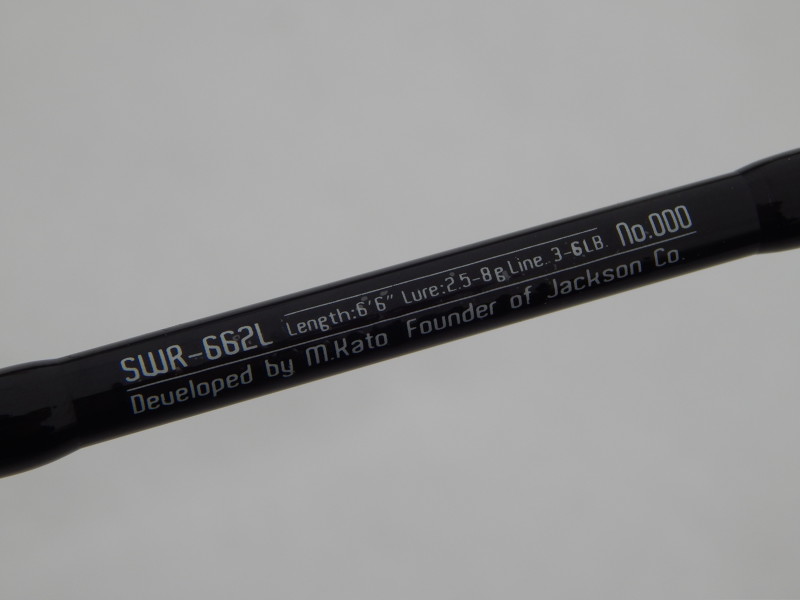 SWR-662L Length:6'6" Lure:2.5-8g Line.3-6LB. No.000
Developed by M.Kato Founder of Jackson Co.